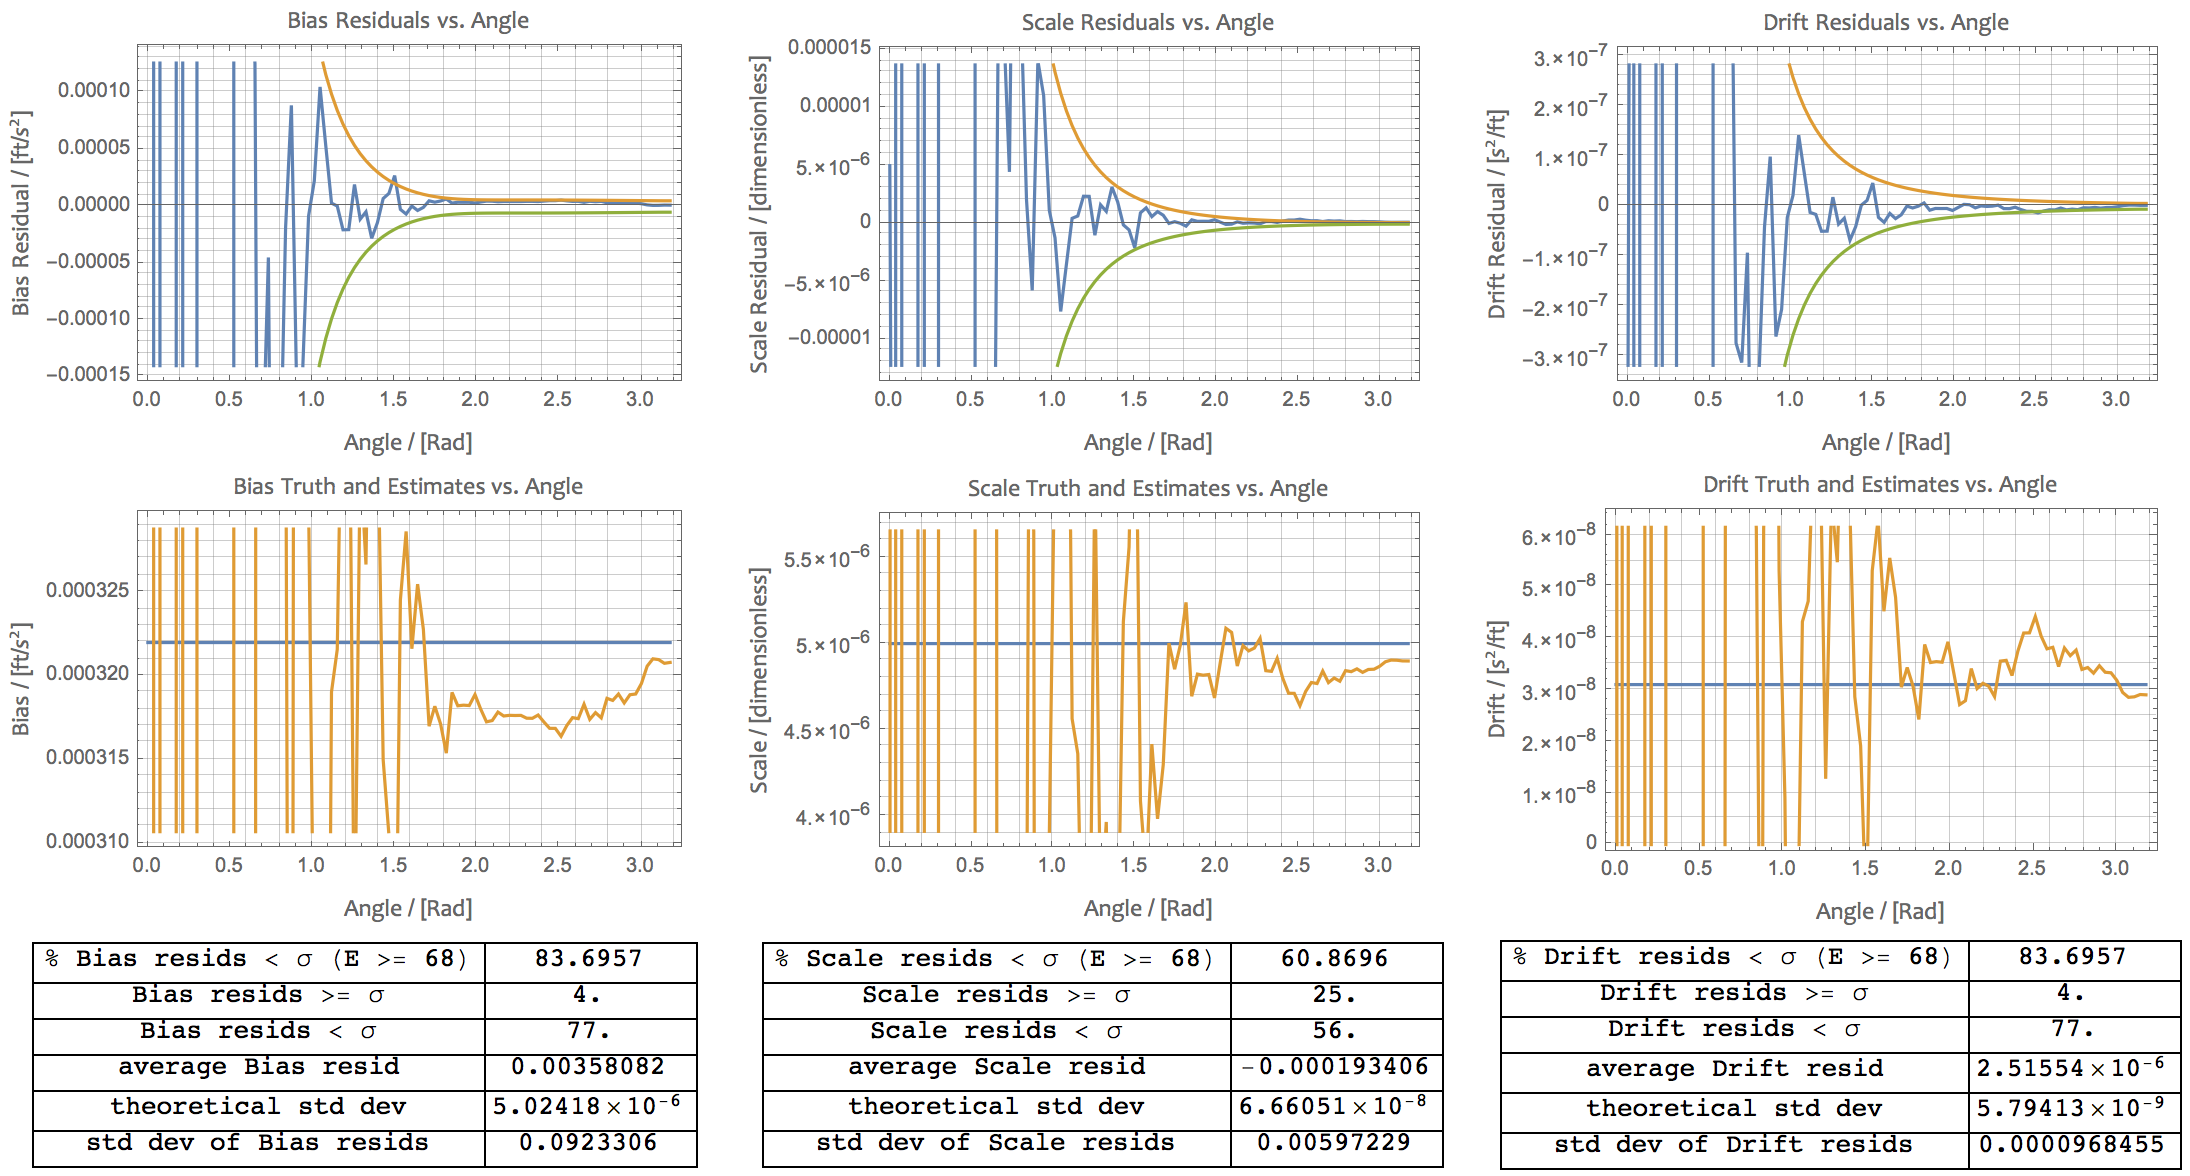 Bias Residuals vs. Angle
Bias Residual / [ft/s²]
0.00010
0.00005
0.00000
−0.00005
−0.00010
−0.00015
0.0 0.5 1.0 1.5 2.0 2.5 3.0
Angle / [Rad]
Scale Residuals vs. Angle
Scale Residual / [dimensionless]
0.000015
0.00001
5.×10⁻⁶
0
−5.×10⁻⁶
−0.00001
0.0 0.5 1.0 1.5 2.0 2.5 3.0
Angle / [Rad]
Drift Residuals vs. Angle
Drift Residual / [s²/ft]
3.×10⁻⁷
2.×10⁻⁷
1.×10⁻⁷
0
−1.×10⁻⁷
−2.×10⁻⁷
−3.×10⁻⁷
0.0 0.5 1.0 1.5 2.0 2.5 3.0
Angle / [Rad]
Bias Truth and Estimates vs. Angle
Bias / [ft/s²]
0.000325
0.000320
0.000315
0.000310
0.0 0.5 1.0 1.5 2.0 2.5 3.0
Angle / [Rad]
Scale Truth and Estimates vs. Angle
Scale / [dimensionless]
5.5×10⁻⁶
5.×10⁻⁶
4.5×10⁻⁶
4.×10⁻⁶
0.0 0.5 1.0 1.5 2.0 2.5 3.0
Angle / [Rad]
Drift Truth and Estimates vs. Angle
Drift / [s²/ft]
6.×10⁻⁸
5.×10⁻⁸
4.×10⁻⁸
3.×10⁻⁸
2.×10⁻⁸
1.×10⁻⁸
0
0.0 0.5 1.0 1.5 2.0 2.5 3.0
Angle / [Rad]
% Bias resids < σ (E >= 68) 83.6957
Bias resids >= σ 4.
Bias resids < σ 77.
average Bias resid 0.00358082
theoretical std dev 5.02418×10⁻⁶
std dev of Bias resids 0.0923306
% Scale resids < σ (E >= 68) 60.8696
Scale resids >= σ 25.
Scale resids < σ 56.
average Scale resid −0.000193406
theoretical std dev 6.66051×10⁻⁸
std dev of Scale resids 0.00597229
% Drift resids < σ (E >= 68) 83.6957
Drift resids >= σ 4.
Drift resids < σ 77.
average Drift resid 2.51554×10⁻⁶
theoretical std dev 5.79413×10⁻⁹
std dev of Drift resids 0.0000968455